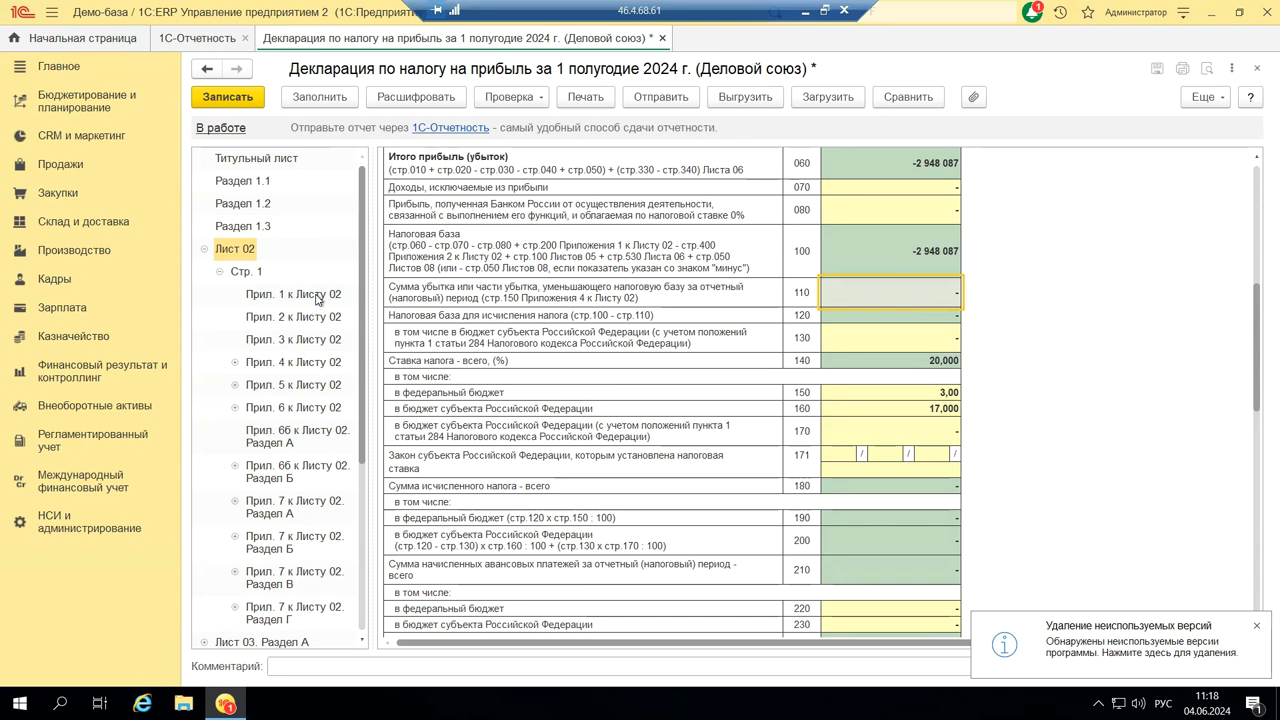 46.4.68.61
Демо-база / 1С:ERP Управление предприятием 2 (1С:Предприятие
Администратор
1
Начальная страница
1С-Отчетность
Декларация по налогу на прибыль за 1 полугодие 2024 г. (Деловой союз) *
Главное
Бюджетирование и
планирование
CRM и маркетинг
Продажи
Закупки
Склад и доставка
Производство
Кадры
Зарплата
Казначейство
Финансовый результат и
контроллинг
Внеоборотные активы
Регламентированный
учет
Международный
финансовый учет
НСИ и
администрирование
Декларация по налогу на прибыль за 1 полугодие 2024 г. (Деловой союз) *
Записать
Заполнить
Расшифровать
Проверка
Печать
Отправить
Выгрузить
Загрузить
Сравнить
Еще
?
В работе
Отправьте отчет через 1С-Отчетность - самый удобный способ сдачи отчетности.
Титульный лист
Раздел 1.1
Раздел 1.2
Раздел 1.3
Лист 02
Стр. 1
Прил. 1 к Листу 02
Прил. 2 к Листу 02
Прил. 3 к Листу 02
Прил. 4 к Листу 02
Прил. 5 к Листу 02
Прил. 6 к Листу 02
Прил. 6б к Листу 02.
Раздел А
Прил. 6б к Листу 02.
Раздел Б
Прил. 7 к Листу 02.
Раздел А
Прил. 7 к Листу 02.
Раздел Б
Прил. 7 к Листу 02.
Раздел В
Прил. 7 к Листу 02.
Раздел Г
Лист 03. Раздел А
Итого прибыль (убыток)
(стр.010 + стр.020 - стр.030 - стр.040 + стр.050) + (стр.330 - стр.340) Листа 06
060
-2 948 087
Доходы, исключаемые из прибыли
070
-
Прибыль, полученная Банком России от осуществления деятельности,
связанной с выполнением его функций, и облагаемая по налоговой ставке 0%
080
-
Налоговая база
(стр.060 - стр.070 - стр.080 + стр.200 Приложения 1 к Листу 02 - стр.400
Приложения 2 к Листу 02 + стр.100 Листов 05 + стр.530 Листа 06 + стр.050
Листов 08 (или - стр.050 Листов 08, если показатель указан со знаком "минус")
100
-2 948 087
Сумма убытка или части убытка, уменьшающего налоговую базу за отчетный
(налоговый) период (стр.150 Приложения 4 к Листу 02)
110
-
Налоговая база для исчисления налога (стр.100 - стр.110)
120
-
в том числе в бюджет субъекта Российской Федерации (с учетом положений
пункта 1 статьи 284 Налогового кодекса Российской Федерации)
130
-
Ставка налога - всего, (%)
140
20,000
в том числе:
в федеральный бюджет
150
3,00
в бюджет субъекта Российской Федерации
160
17,000
в бюджет субъекта Российской Федерации (с учетом положений пункта 1
статьи 284 Налогового кодекса Российской Федерации)
170
-
Закон субъекта Российской Федерации, которым установлена налоговая
ставка
171
/ / /
Сумма исчисленного налога - всего
180
-
в том числе:
в федеральный бюджет (стр.120 х стр.150 : 100)
190
-
в бюджет субъекта Российской Федерации
(стр.120 - стр.130) х стр.160 : 100 + (стр.130 х стр.170 : 100)
200
-
Сумма начисленных авансовых платежей за отчетный (налоговый) период -
всего
210
-
в том числе:
в федеральный бюджет
220
-
в бюджет субъекта Российской Федерации
230
-
Комментарий:
Удаление неиспользуемых версий
Обнаружены неиспользуемые версии
программы. Нажмите здесь для удаления.
РУС
11:18
04.06.2024